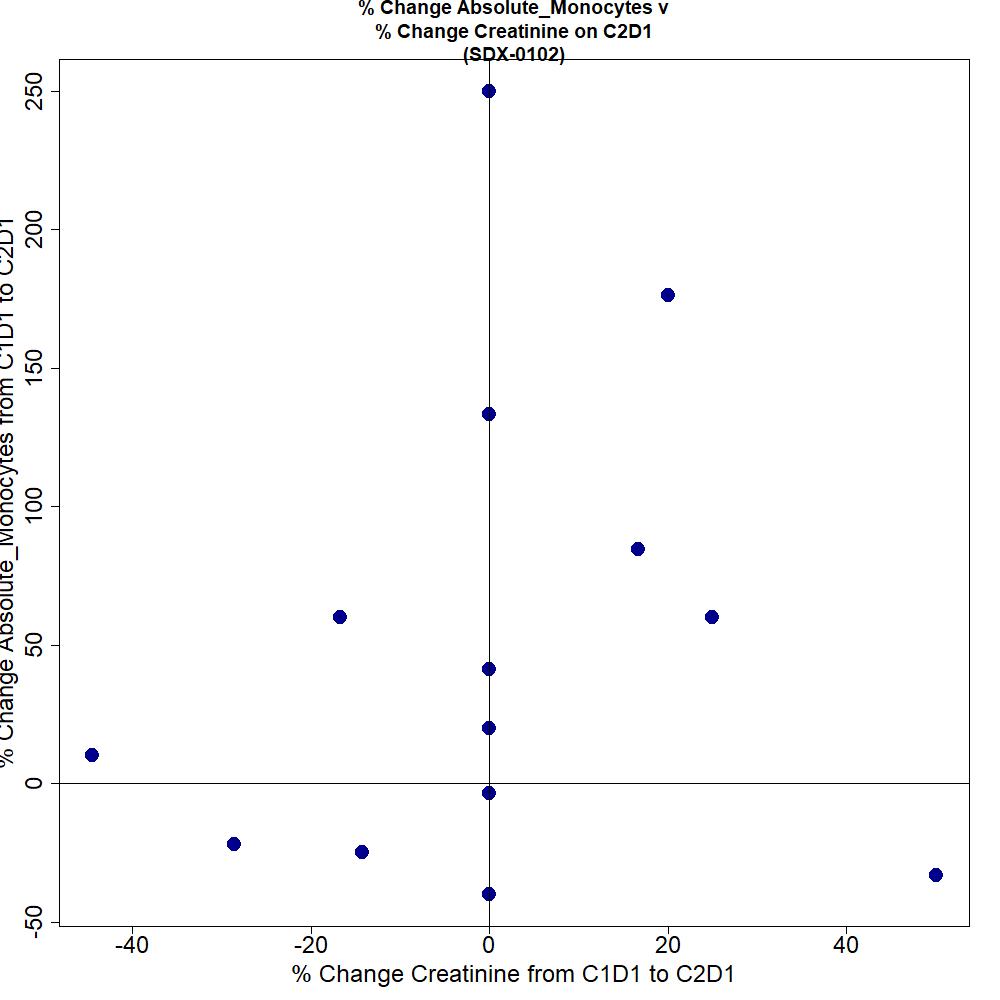 % Change Absolute_Monocytes v
% Change Creatinine on C2D1
(SDX-0102)
% Change Absolute_Monocytes from C1D1 to C2D1
250
200
150
100
50
0
-50
-40
-20
0
20
40
% Change Creatinine from C1D1 to C2D1